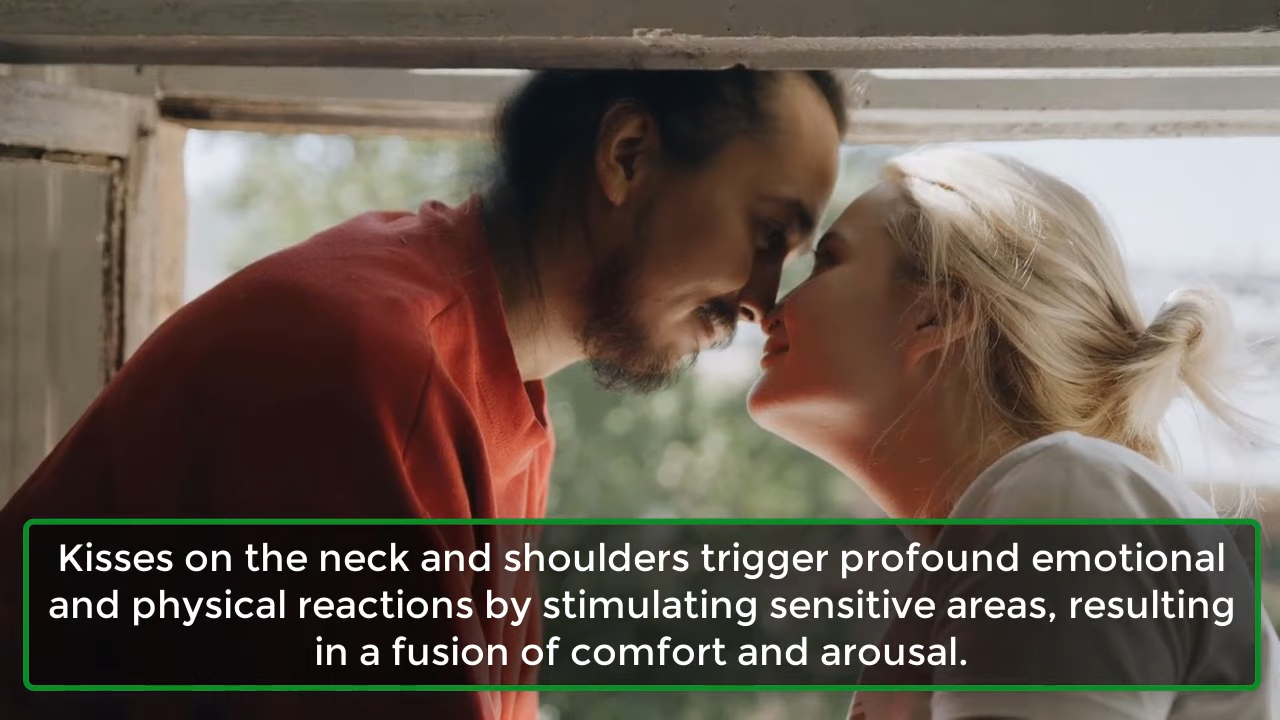 Kisses on the neck and shoulders trigger profound emotional
and physical reactions by stimulating sensitive areas, resulting
in a fusion of comfort and arousal.